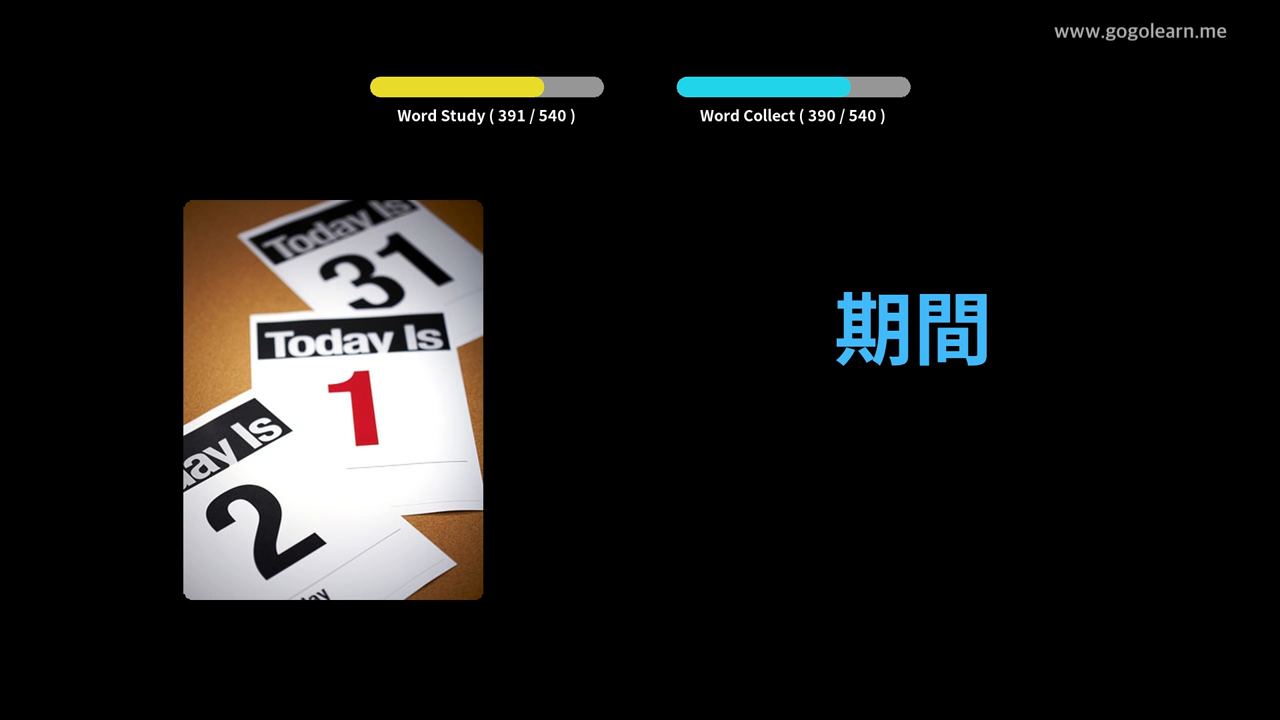 www.gogolearn.me
Word Study ( 391 / 540 )
Word Collect ( 390 / 540 )
Today Is
31
Today Is
1
ay Is
2
期間